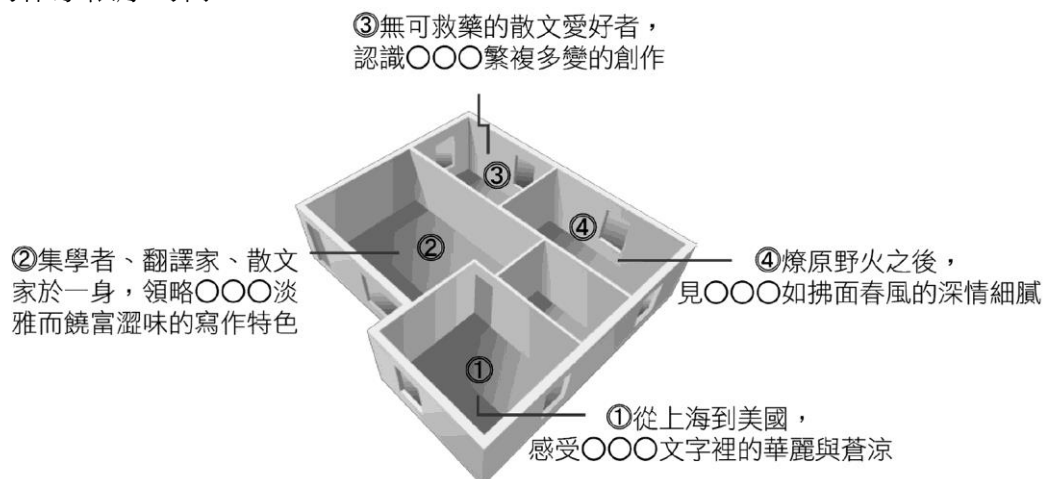 ③無可救藥的散文愛好者，
認識○○○繁複多變的創作
③
④
②
②集學者、翻譯家、散文
家於一身，領略○○○淡
雅而饒富澀味的寫作特色
④燎原野火之後，
見○○○如拂面春風的深情細膩
①
①從上海到美國，
感受○○○文字裡的華麗與蒼涼